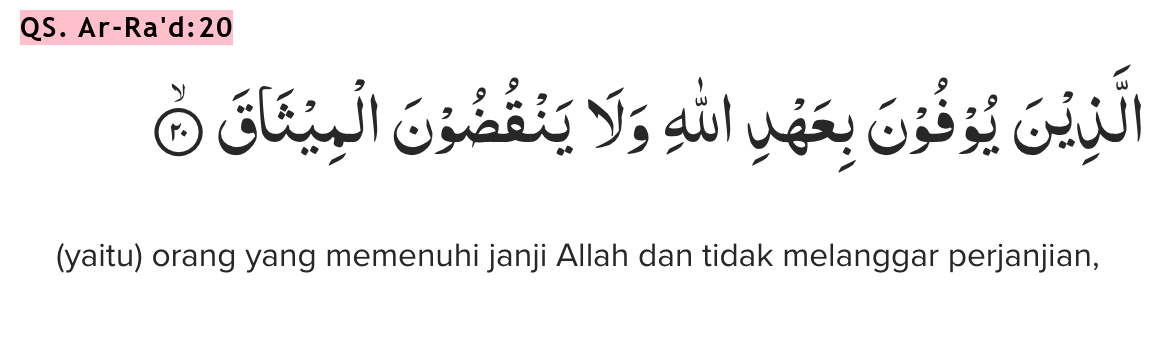 QS. Ar-Ra'd:20
الَّذِيْنَ يُوْفُوْنَ بِعَهْدِ اللّٰهِ وَلَا يَنْقُضُوْنَ الْمِيْثَاقَۙ ۝٢٠
(yaitu) orang yang memenuhi janji Allah dan tidak melanggar perjanjian,